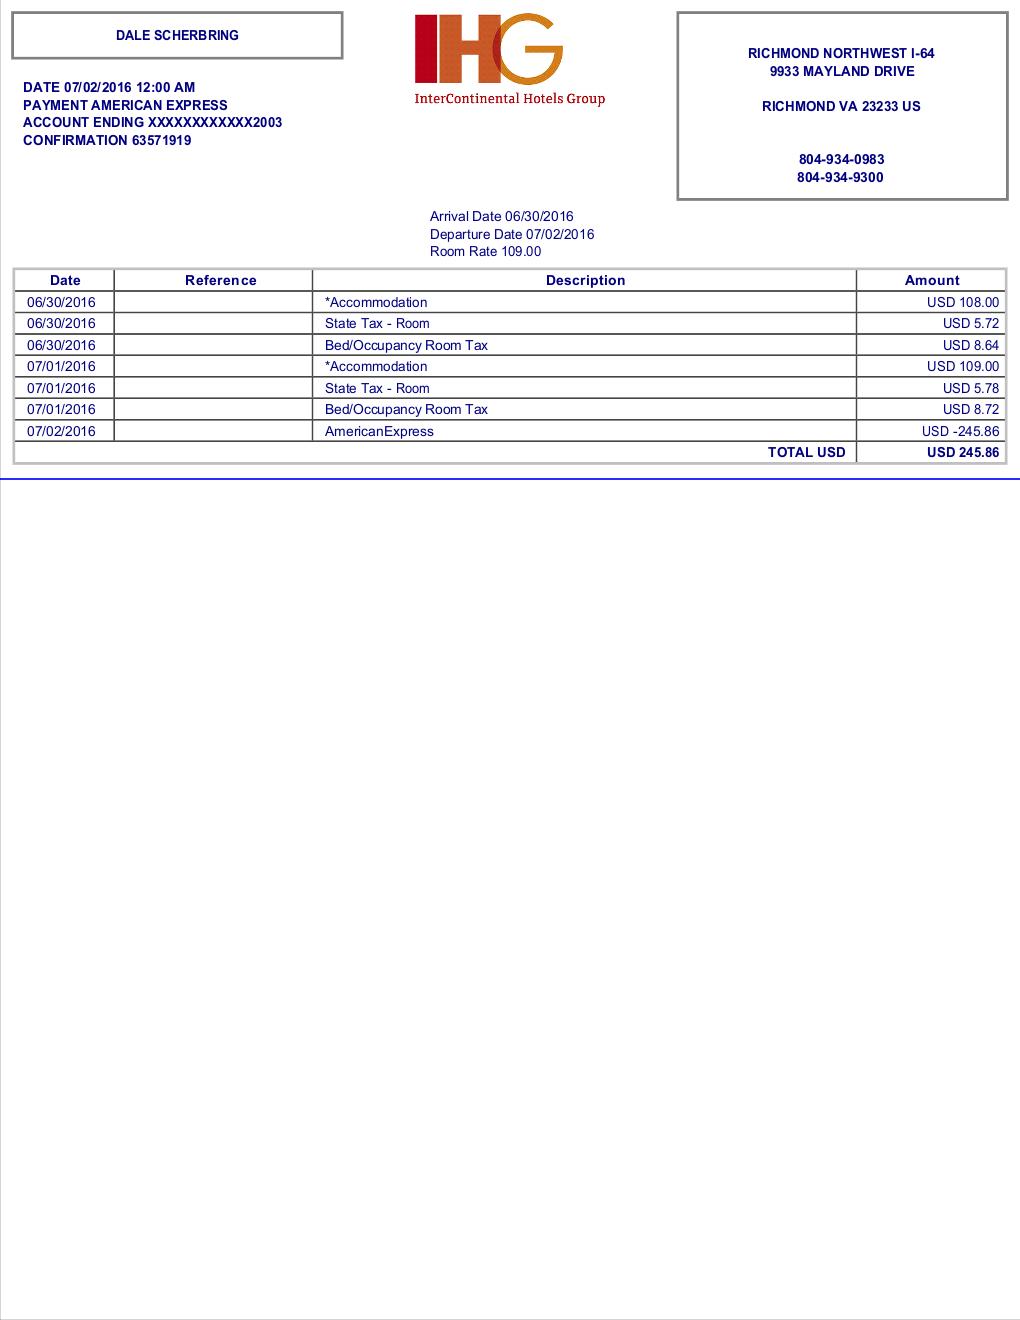 DALE SCHERBRING
DATE 07/02/2016 12:00 AM
PAYMENT AMERICAN EXPRESS
ACCOUNT ENDING XXXXXXXXXXXX2003
CONFIRMATION 63571919
IHG
InterContinental Hotels Group
RICHMOND NORTHWEST I-64
9933 MAYLAND DRIVE
RICHMOND VA 23233 US
804-934-0983
804-934-9300
Arrival Date 06/30/2016
Departure Date 07/02/2016
Room Rate 109.00
Date Reference Description Amount
06/30/2016 *Accommodation USD 108.00
06/30/2016 State Tax - Room USD 5.72
06/30/2016 Bed/Occupancy Room Tax USD 8.64
07/01/2016 *Accommodation USD 109.00
07/01/2016 State Tax - Room USD 5.78
07/01/2016 Bed/Occupancy Room Tax USD 8.72
07/02/2016 AmericanExpress USD -245.86
TOTAL USD USD 245.86